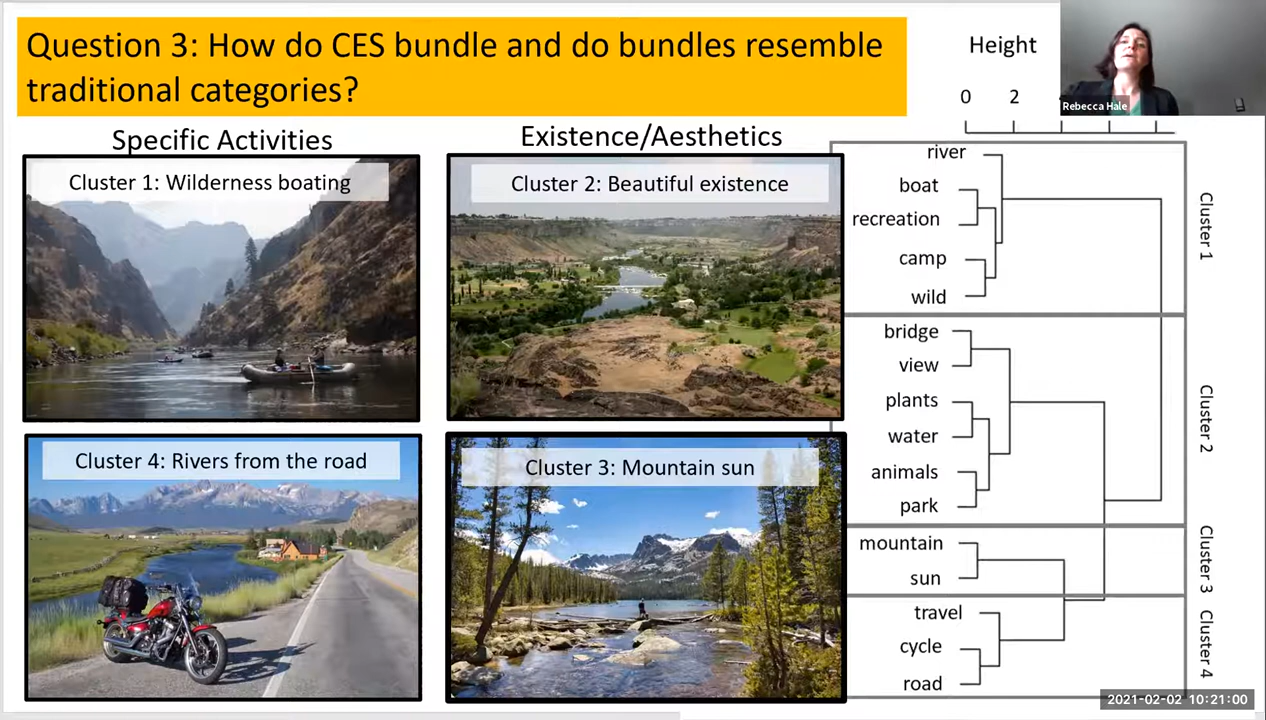 Question 3: How do CES bundle and do bundles resemble
traditional categories?
Height
0 2
Rebecca Hale
Specific Activities
Existence/Aesthetics
Cluster 1: Wilderness boating
Cluster 2: Beautiful existence
Cluster 4: Rivers from the road
Cluster 3: Mountain sun
river
boat
recreation
camp
wild
Cluster 1
bridge
view
plants
water
animals
park
Cluster 2
mountain
sun
Cluster 3
travel
cycle
road
Cluster 4
2021-02-02 10:21:00